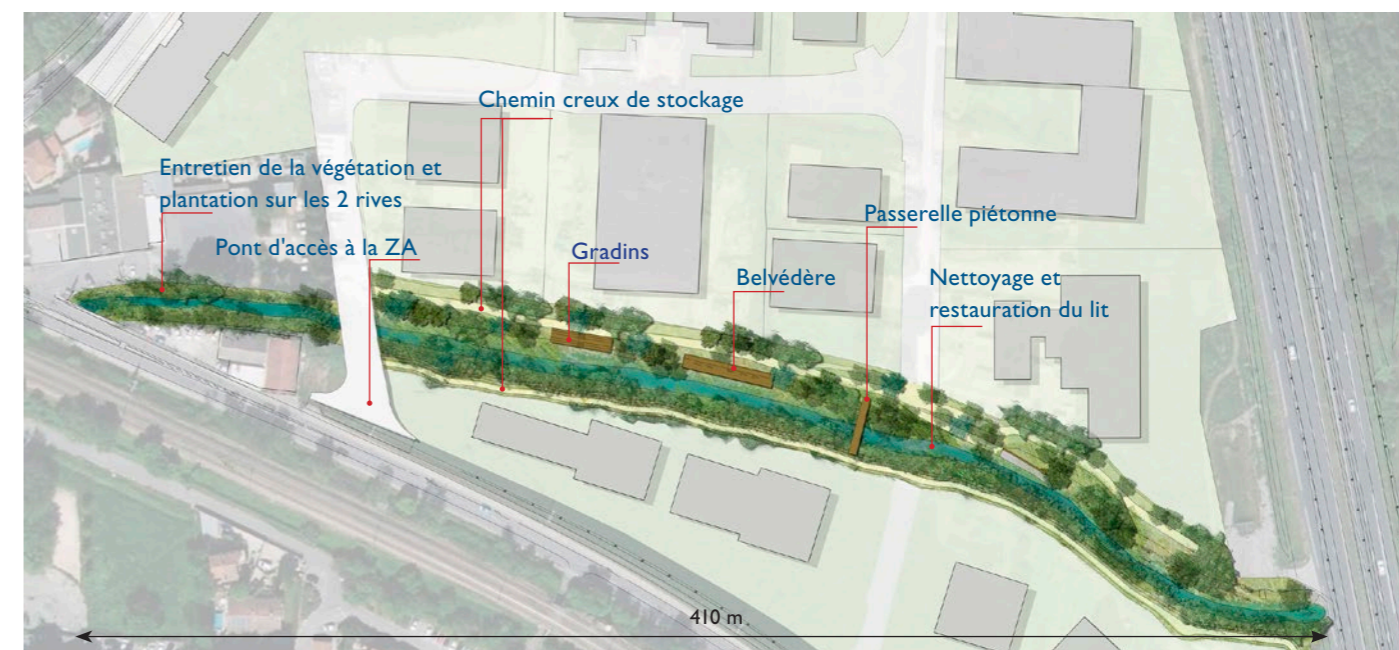 Chemin creux de stockage
Entretien de la végétation et
plantation sur les 2 rives
Pont d'accès à la ZA
Gradins
Belvédère
Passerelle piétonne
Nettoyage et
restauration du lit
410 m